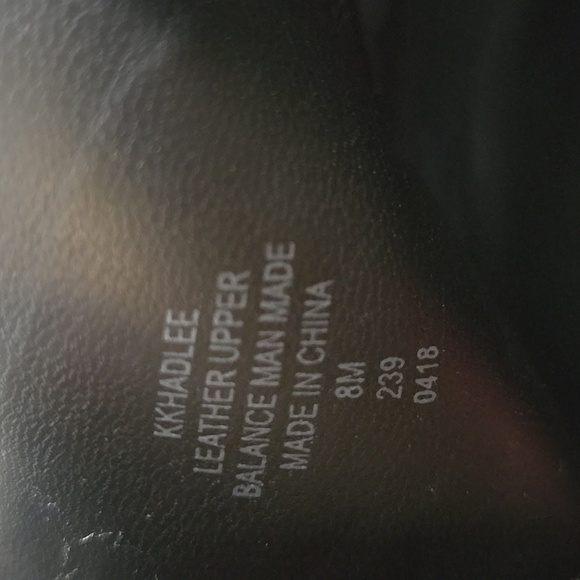 KKHADLEE
LEATHER UPPER
BALANCE MAN MADE
MADE IN CHINA
8M
239
0418